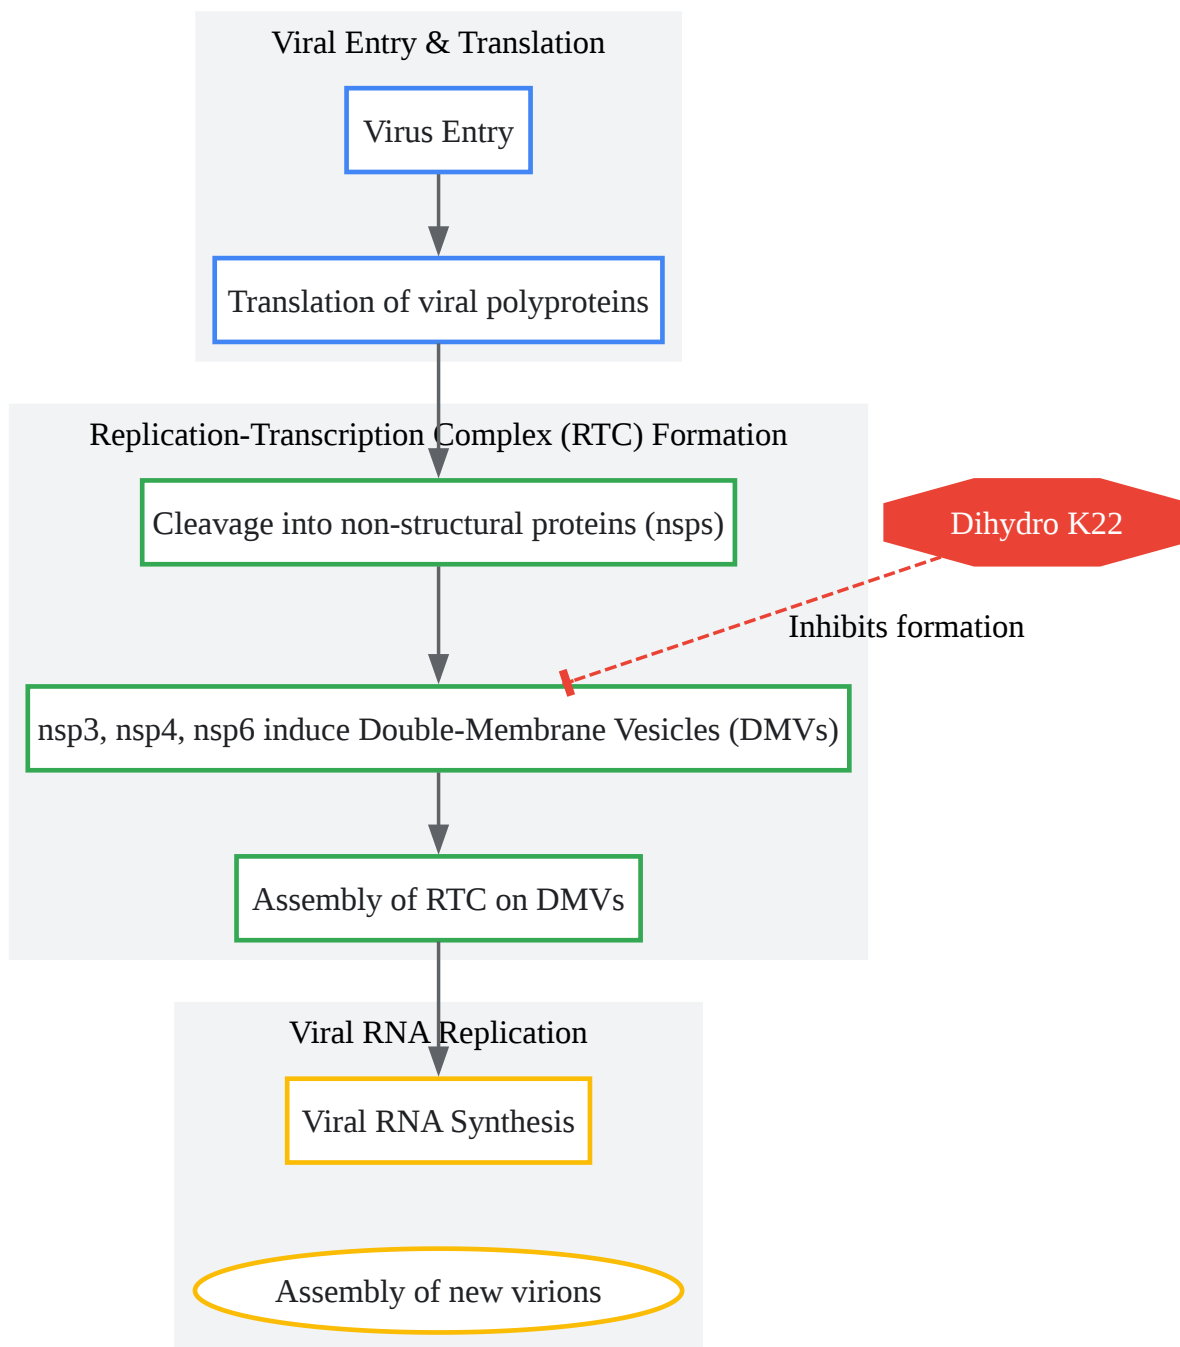 Viral Entry & Translation
Virus Entry
Translation of viral polyproteins
Replication-Transcription Complex (RTC) Formation
Cleavage into non-structural proteins (nsps)
Dihydro K22
Inhibits formation
nsp3, nsp4, nsp6 induce Double-Membrane Vesicles (DMVs)
Assembly of RTC on DMVs
Viral RNA Replication
Viral RNA Synthesis
Assembly of new virions